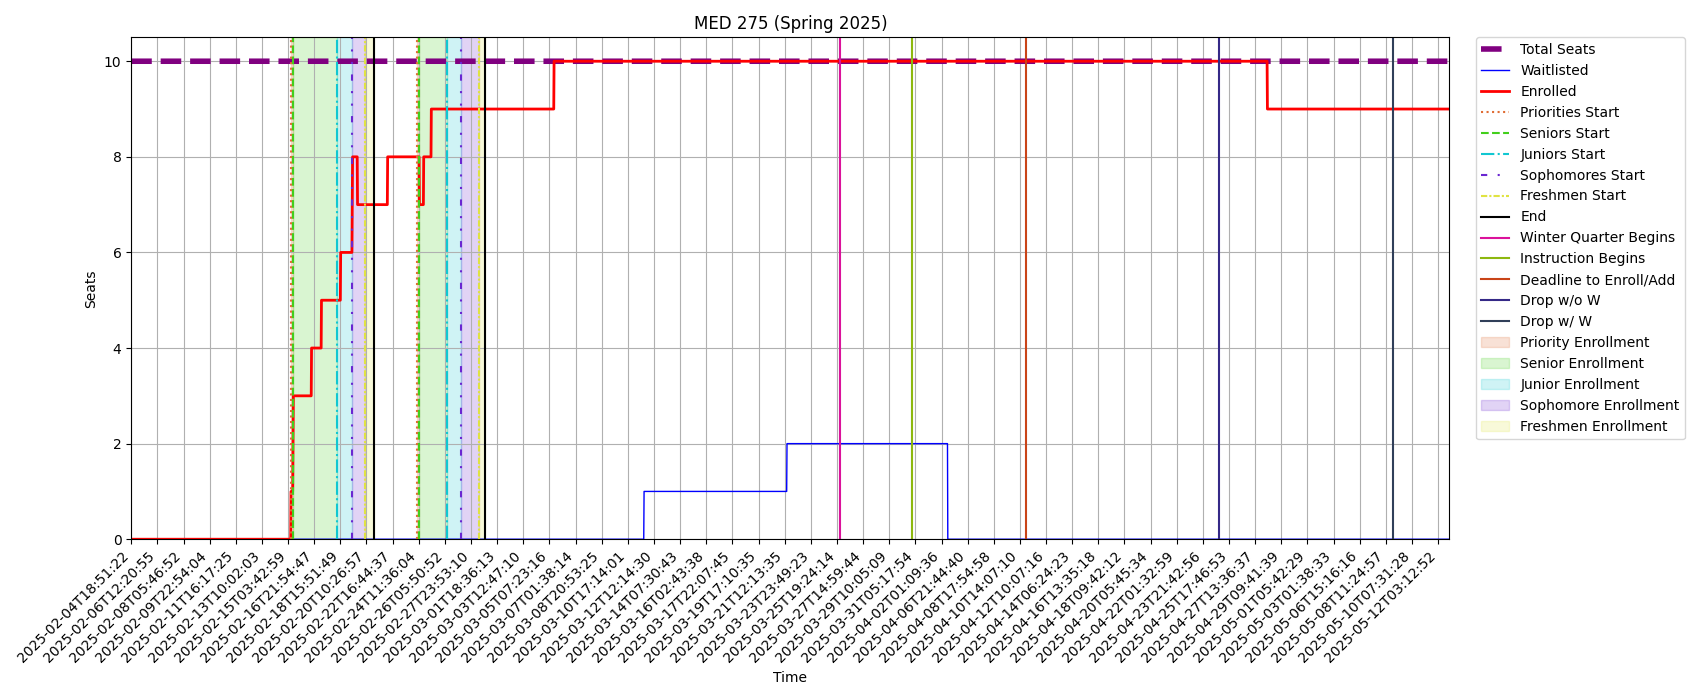 MED 275 (Spring 2025)
10
8
6
4
2
0
Seats
2025-02-04T18:51:22
2025-02-06T12:20:55
2025-02-08T05:46:52
2025-02-09T22:54:04
2025-02-11T16:17:25
2025-02-13T10:02:03
2025-02-15T03:42:59
2025-02-16T21:54:47
2025-02-18T15:51:49
2025-02-20T10:26:57
2025-02-22T16:44:37
2025-02-24T11:36:04
2025-02-26T05:50:52
2025-02-27T23:53:10
2025-03-01T18:36:13
2025-03-03T12:47:10
2025-03-05T07:23:16
2025-03-07T01:38:14
2025-03-08T20:53:25
2025-03-10T17:14:01
2025-03-12T12:14:30
2025-03-14T07:30:43
2025-03-16T02:43:38
2025-03-17T22:07:45
2025-03-19T17:10:35
2025-03-21T12:13:35
2025-03-23T23:49:23
2025-03-25T19:24:14
2025-03-27T14:59:44
2025-03-29T10:05:09
2025-03-31T05:17:54
2025-04-02T01:09:36
2025-04-06T21:44:40
2025-04-08T17:54:58
2025-04-10T14:07:10
2025-04-12T10:07:16
2025-04-14T06:24:23
2025-04-16T13:35:18
2025-04-18T09:42:12
2025-04-20T05:45:34
2025-04-22T01:32:59
2025-04-23T21:42:56
2025-04-25T17:46:53
2025-04-27T13:36:37
2025-04-29T09:41:39
2025-05-01T05:42:29
2025-05-03T01:38:33
2025-05-06T15:16:16
2025-05-08T11:24:57
2025-05-10T07:31:28
2025-05-12T03:12:52
Time
Total Seats
Waitlisted
Enrolled
Priorities Start
Seniors Start
Juniors Start
Sophomores Start
Freshmen Start
End
Winter Quarter Begins
Instruction Begins
Deadline to Enroll/Add
Drop w/o W
Drop w/ W
Priority Enrollment
Senior Enrollment
Junior Enrollment
Sophomore Enrollment
Freshmen Enrollment